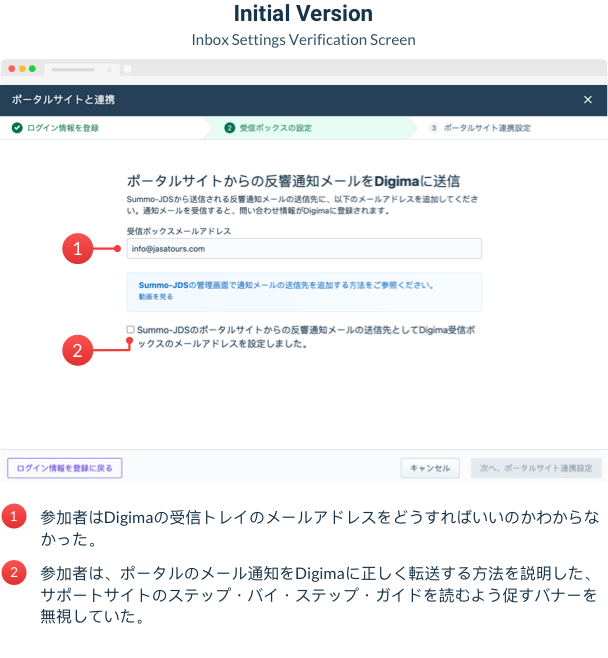 Initial Version
Inbox Settings Verification Screen
ポータルサイトと連携
ログイン情報を登録
2 受信ボックスの設定
3 ポータルサイト連携設定
ポータルサイトからの反響通知メールをDigimaに送信
Summo-JDSから送信される反響通知メールの送信先に、以下のメールアドレスを追加してくださ
い。通知メールを受信すると、問い合わせ情報がDigimaに登録されます。
受信ボックスメールアドレス
1
info@jasatours.com
Summo-JDSの管理画面で通知メールの送信先を追加する方法をご参照ください。
動画を見る
Summo-JDSのポータルサイトからの反響通知メールの送信先としてDigima受信ボ
2
ックスのメールアドレスを設定しました。
ログイン情報を登録に戻る
キャンセル
次へ、ポータルサイト連携設定
1 参加者はDigimaの受信トレイのメールアドレスをどうすればいいのかわからな
かった。
2 参加者は、ポータルのメール通知をDigimaに正しく転送する方法を説明した、
サポートサイトのステップ・バイ・ステップ・ガイドを読むよう促すバナーを
無視していた。